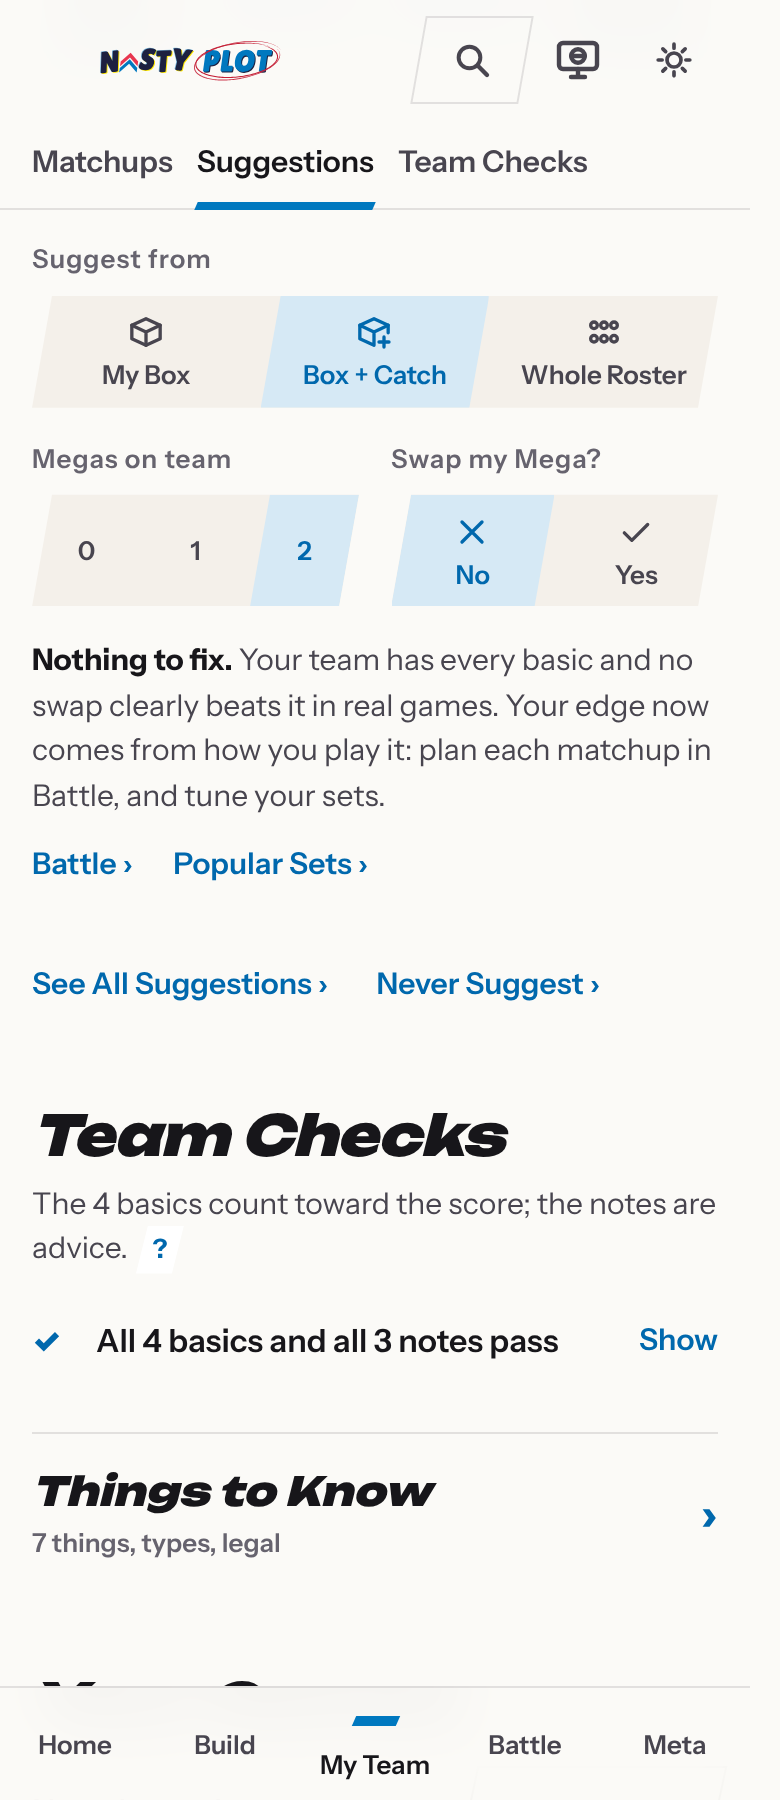 NASTY PLOT
Matchups Suggestions Team Checks
Suggest from
My Box Box + Catch Whole Roster
Megas on team Swap my Mega?
0 1 2 No Yes
Nothing to fix. Your team has every basic and no
swap clearly beats it in real games. Your edge now
comes from how you play it: plan each matchup in
Battle, and tune your sets.
Battle › Popular Sets ›
See All Suggestions › Never Suggest ›
Team Checks
The 4 basics count toward the score; the notes are
advice. ?
All 4 basics and all 3 notes pass Show
Things to Know
7 things, types, legal ›
Home Build My Team Battle Meta